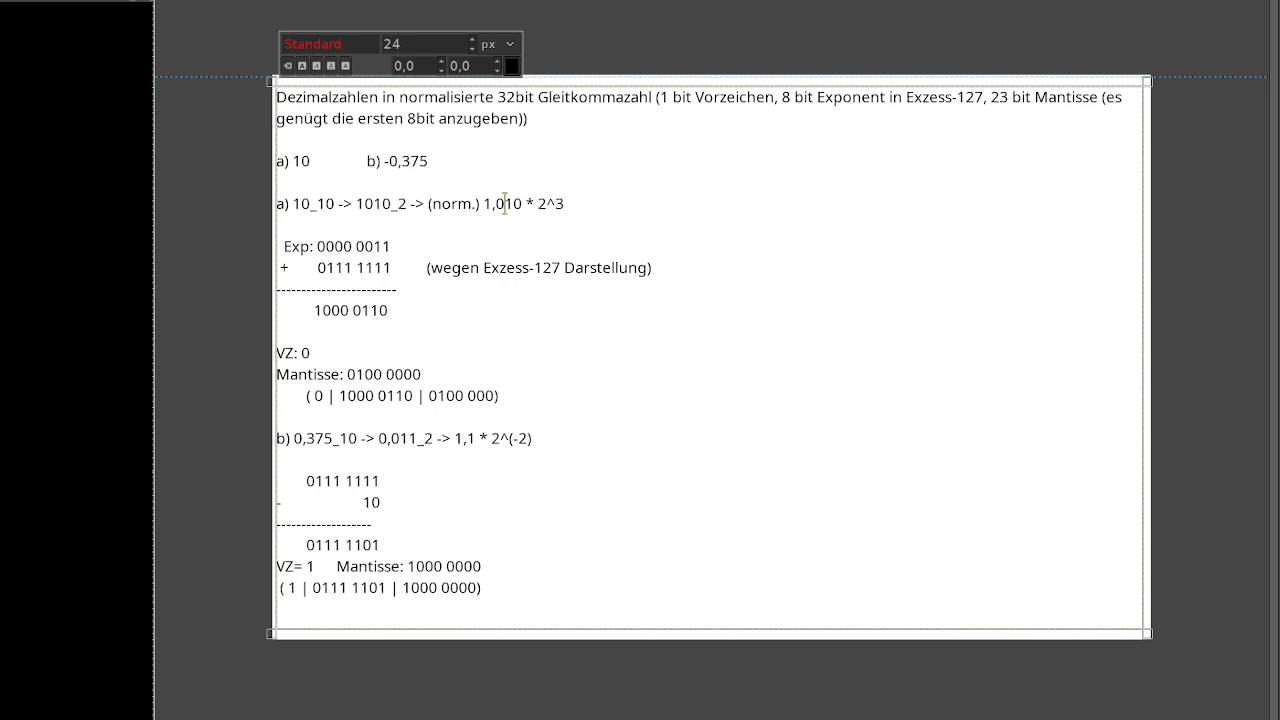 Standard 24 px
0,0 0,0
Dezimalzahlen in normalisierte 32bit Gleitkommazahl (1 bit Vorzeichen, 8 bit Exponent in Exzess-127, 23 bit Mantisse (es
genügt die ersten 8bit anzugeben))
a) 10 b) -0,375
a) 10_10 -> 1010_2 -> (norm.) 1,010 * 2^3
Exp: 0000 0011
+ 0111 1111 (wegen Exzess-127 Darstellung)
------------------------
1000 0110
VZ: 0
Mantisse: 0100 0000
( 0 | 1000 0110 | 0100 000)
b) 0,375_10 -> 0,011_2 -> 1,1 * 2^(-2)
0111 1111
- 10
-------------------
0111 1101
VZ= 1 Mantisse: 1000 0000
( 1 | 0111 1101 | 1000 0000)